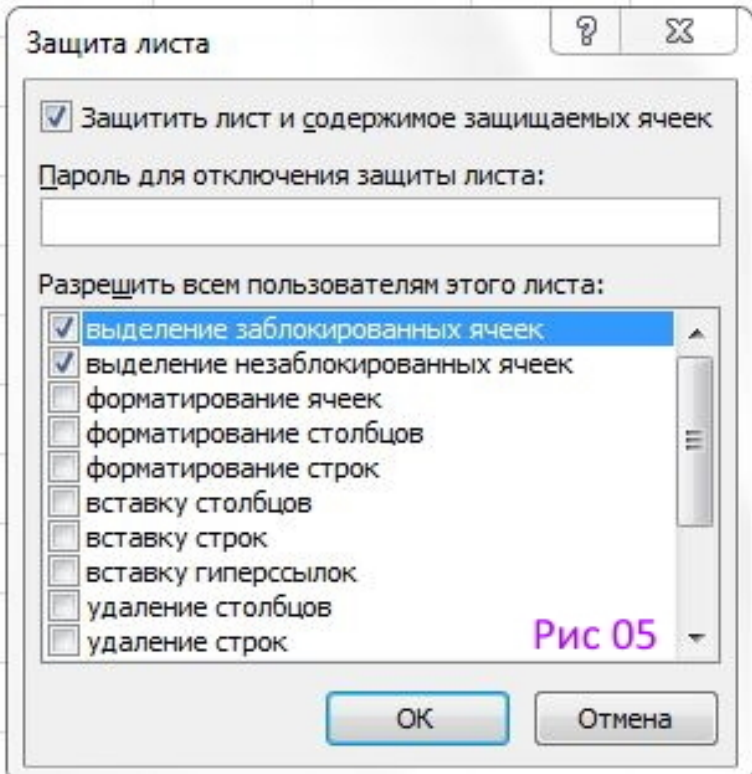 Защита листа
Защитить лист и содержимое защищаемых ячеек
Пароль для отключения защиты листа:
Разрешить всем пользователям этого листа:
выделение заблокированных ячеек
выделение незаблокированных ячеек
форматирование ячеек
форматирование столбцов
форматирование строк
вставку столбцов
вставку строк
вставку гиперссылок
удаление столбцов
удаление строк
Рис 05
ОК
Отмена